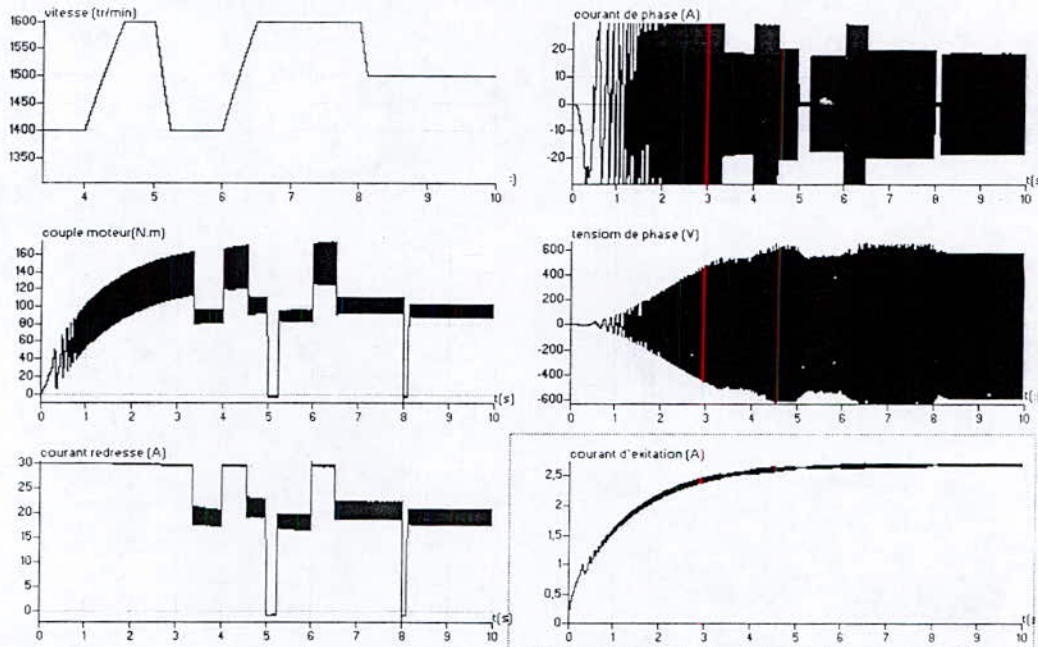 vitesse (tr/min)
1600
1550
1500
1450
1400
1350
4 5 6 7 8 9 10
courant de phase (A)
20
10
0
-10
-20
0 1 2 3 4 5 6 7 8 9 10
t(s
couple moteur(N.m)
160
140
120
100
80
60
40
20
0
0 1 2 3 4 5 6 7 8 9 10
t(s)
tensiom de phase (V)
600
400
200
0
-200
-400
-600
0 1 2 3 4 5 6 7 8 9 10
courant redresse (A)
30
25
20
15
10
5
0
0 1 2 3 4 5 6 7 8 9 10
t(s
courant d'exitation (A)
2,5
2
1,5
1
0,5
0
0 1 2 3 4 5 6 7 8 9 10